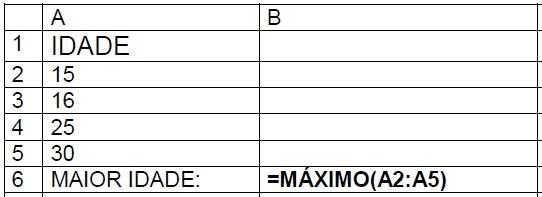 A B
1 IDADE
2 15
3 16
4 25
5 30
6 MAIOR IDADE: =MÁXIMO(A2:A5)